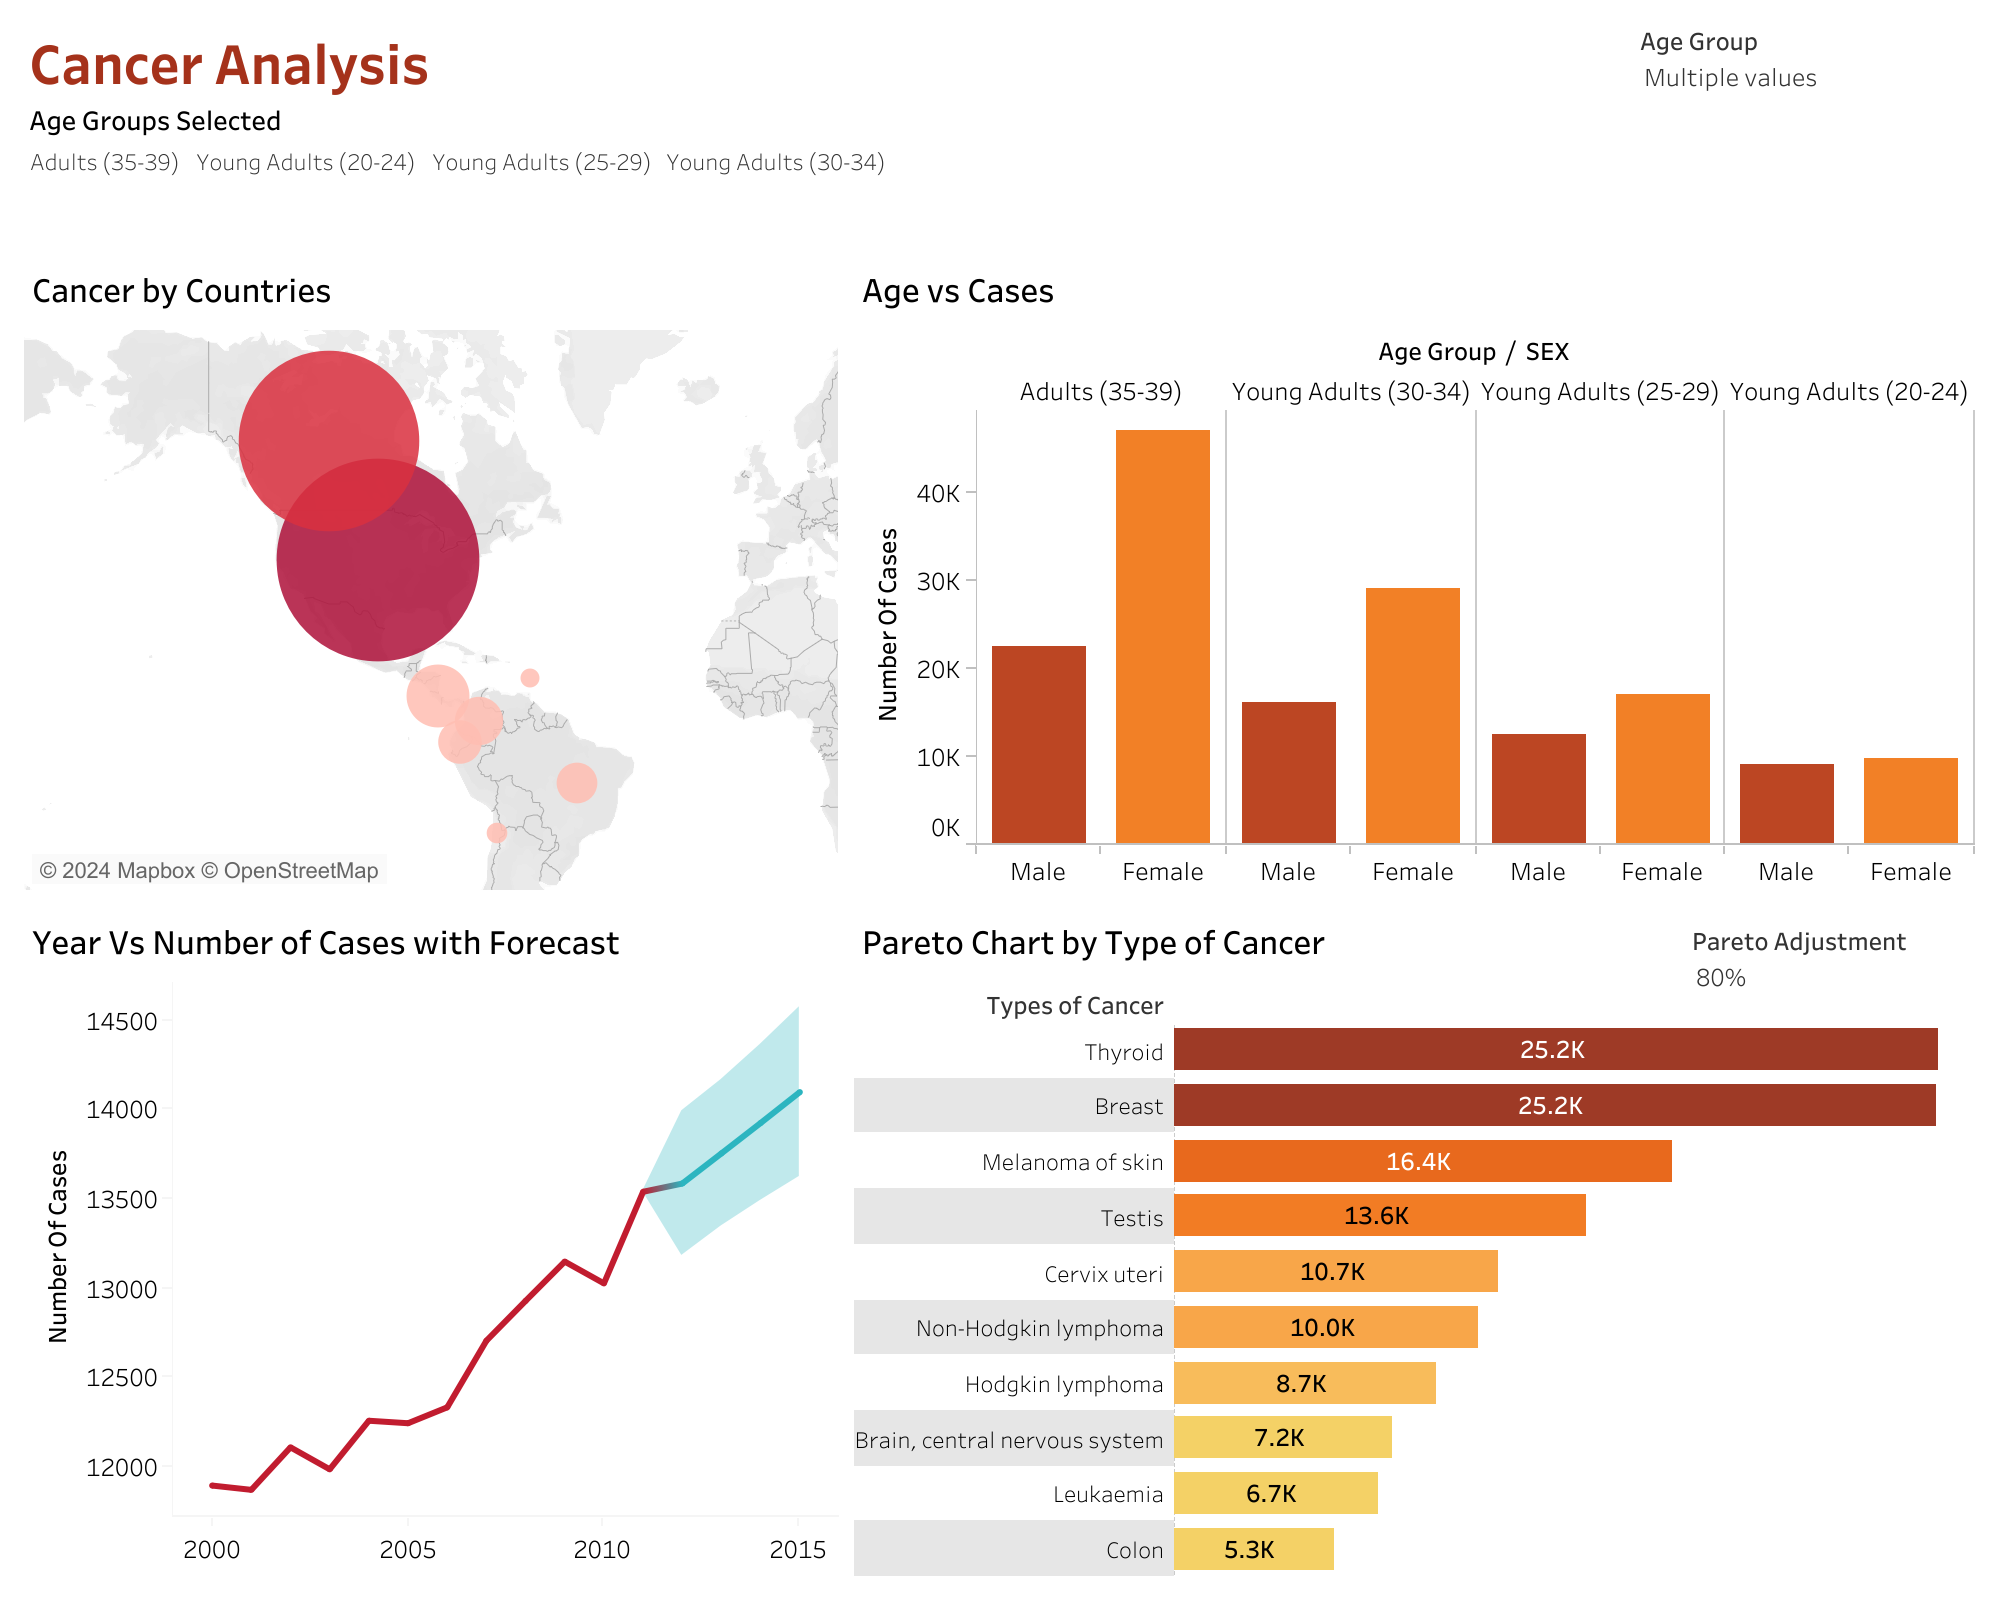 Cancer Analysis
Age Group
Multiple values
Age Groups Selected
Adults (35-39) Young Adults (20-24) Young Adults (25-29) Young Adults (30-34)
Cancer by Countries
© 2024 Mapbox © OpenStreetMap
Age vs Cases
Age Group / SEX
Adults (35-39) Young Adults (30-34) Young Adults (25-29) Young Adults (20-24)
Number Of Cases
40K
30K
20K
10K
0K
Male Female Male Female Male Female Male Female
Year Vs Number of Cases with Forecast
Number Of Cases
14500
14000
13500
13000
12500
12000
2000 2005 2010 2015
Pareto Chart by Type of Cancer
Pareto Adjustment
80%
Types of Cancer
Thyroid 25.2K
Breast 25.2K
Melanoma of skin 16.4K
Testis 13.6K
Cervix uteri 10.7K
Non-Hodgkin lymphoma 10.0K
Hodgkin lymphoma 8.7K
Brain, central nervous system 7.2K
Leukaemia 6.7K
Colon 5.3K